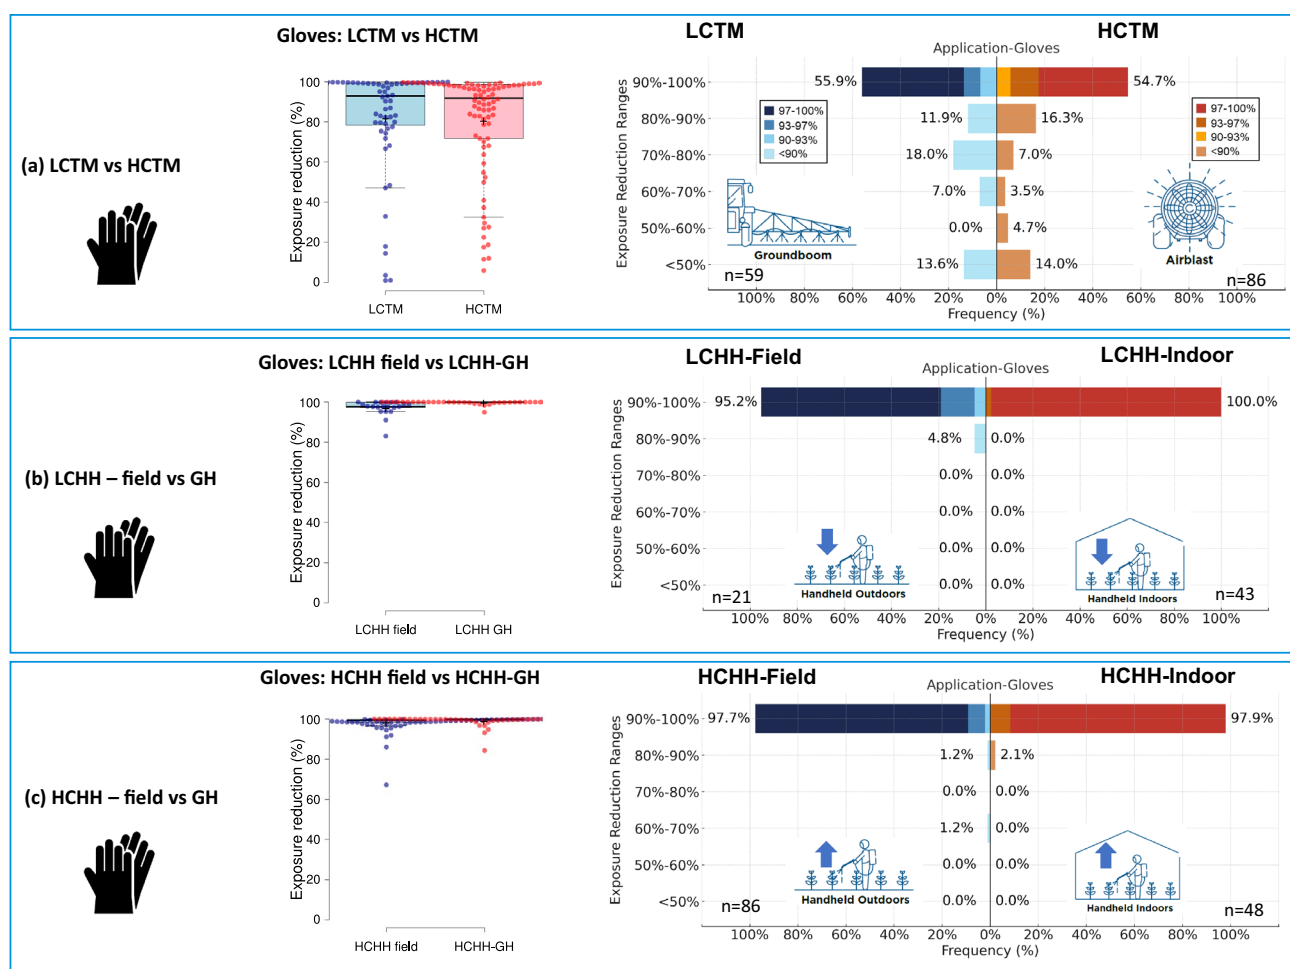 Gloves: LCTM vs HCTM
LCTM
HCTM
Application-Gloves
(a) LCTM vs HCTM
Exposure reduction (%)
100
80
60
40
20
0
LCTM
HCTM
Exposure Reduction Ranges
90%-100%
80%-90%
70%-80%
60%-70%
50%-60%
<50%
55.9%
54.7%
11.9%
16.3%
18.0%
7.0%
7.0%
3.5%
0.0%
4.7%
13.6%
14.0%
97-100%
93-97%
90-93%
<90%
97-100%
93-97%
90-93%
<90%
Groundboom
Airblast
n=59
n=86
100% 80% 60% 40% 20% 0% 20% 40% 60% 80% 100%
Frequency (%)
Gloves: LCHH field vs LCHH-GH
LCHH-Field
LCHH-Indoor
Application-Gloves
(b) LCHH – field vs GH
Exposure reduction (%)
100
80
60
40
20
0
LCHH field
LCHH GH
Exposure Reduction Ranges
90%-100%
80%-90%
70%-80%
60%-70%
50%-60%
<50%
95.2%
100.0%
4.8%
0.0%
0.0%
0.0%
0.0%
0.0%
0.0%
0.0%
0.0%
0.0%
Handheld Outdoors
Handheld Indoors
n=21
n=43
100% 80% 60% 40% 20% 0% 20% 40% 60% 80% 100%
Frequency (%)
Gloves: HCHH field vs HCHH-GH
HCHH-Field
HCHH-Indoor
Application-Gloves
(c) HCHH – field vs GH
Exposure reduction (%)
100
80
60
40
20
0
HCHH field
HCHH-GH
Exposure Reduction Ranges
90%-100%
80%-90%
70%-80%
60%-70%
50%-60%
<50%
97.7%
97.9%
1.2%
2.1%
0.0%
0.0%
1.2%
0.0%
0.0%
0.0%
0.0%
0.0%
Handheld Outdoors
Handheld Indoors
n=86
n=48
100% 80% 60% 40% 20% 0% 20% 40% 60% 80% 100%
Frequency (%)